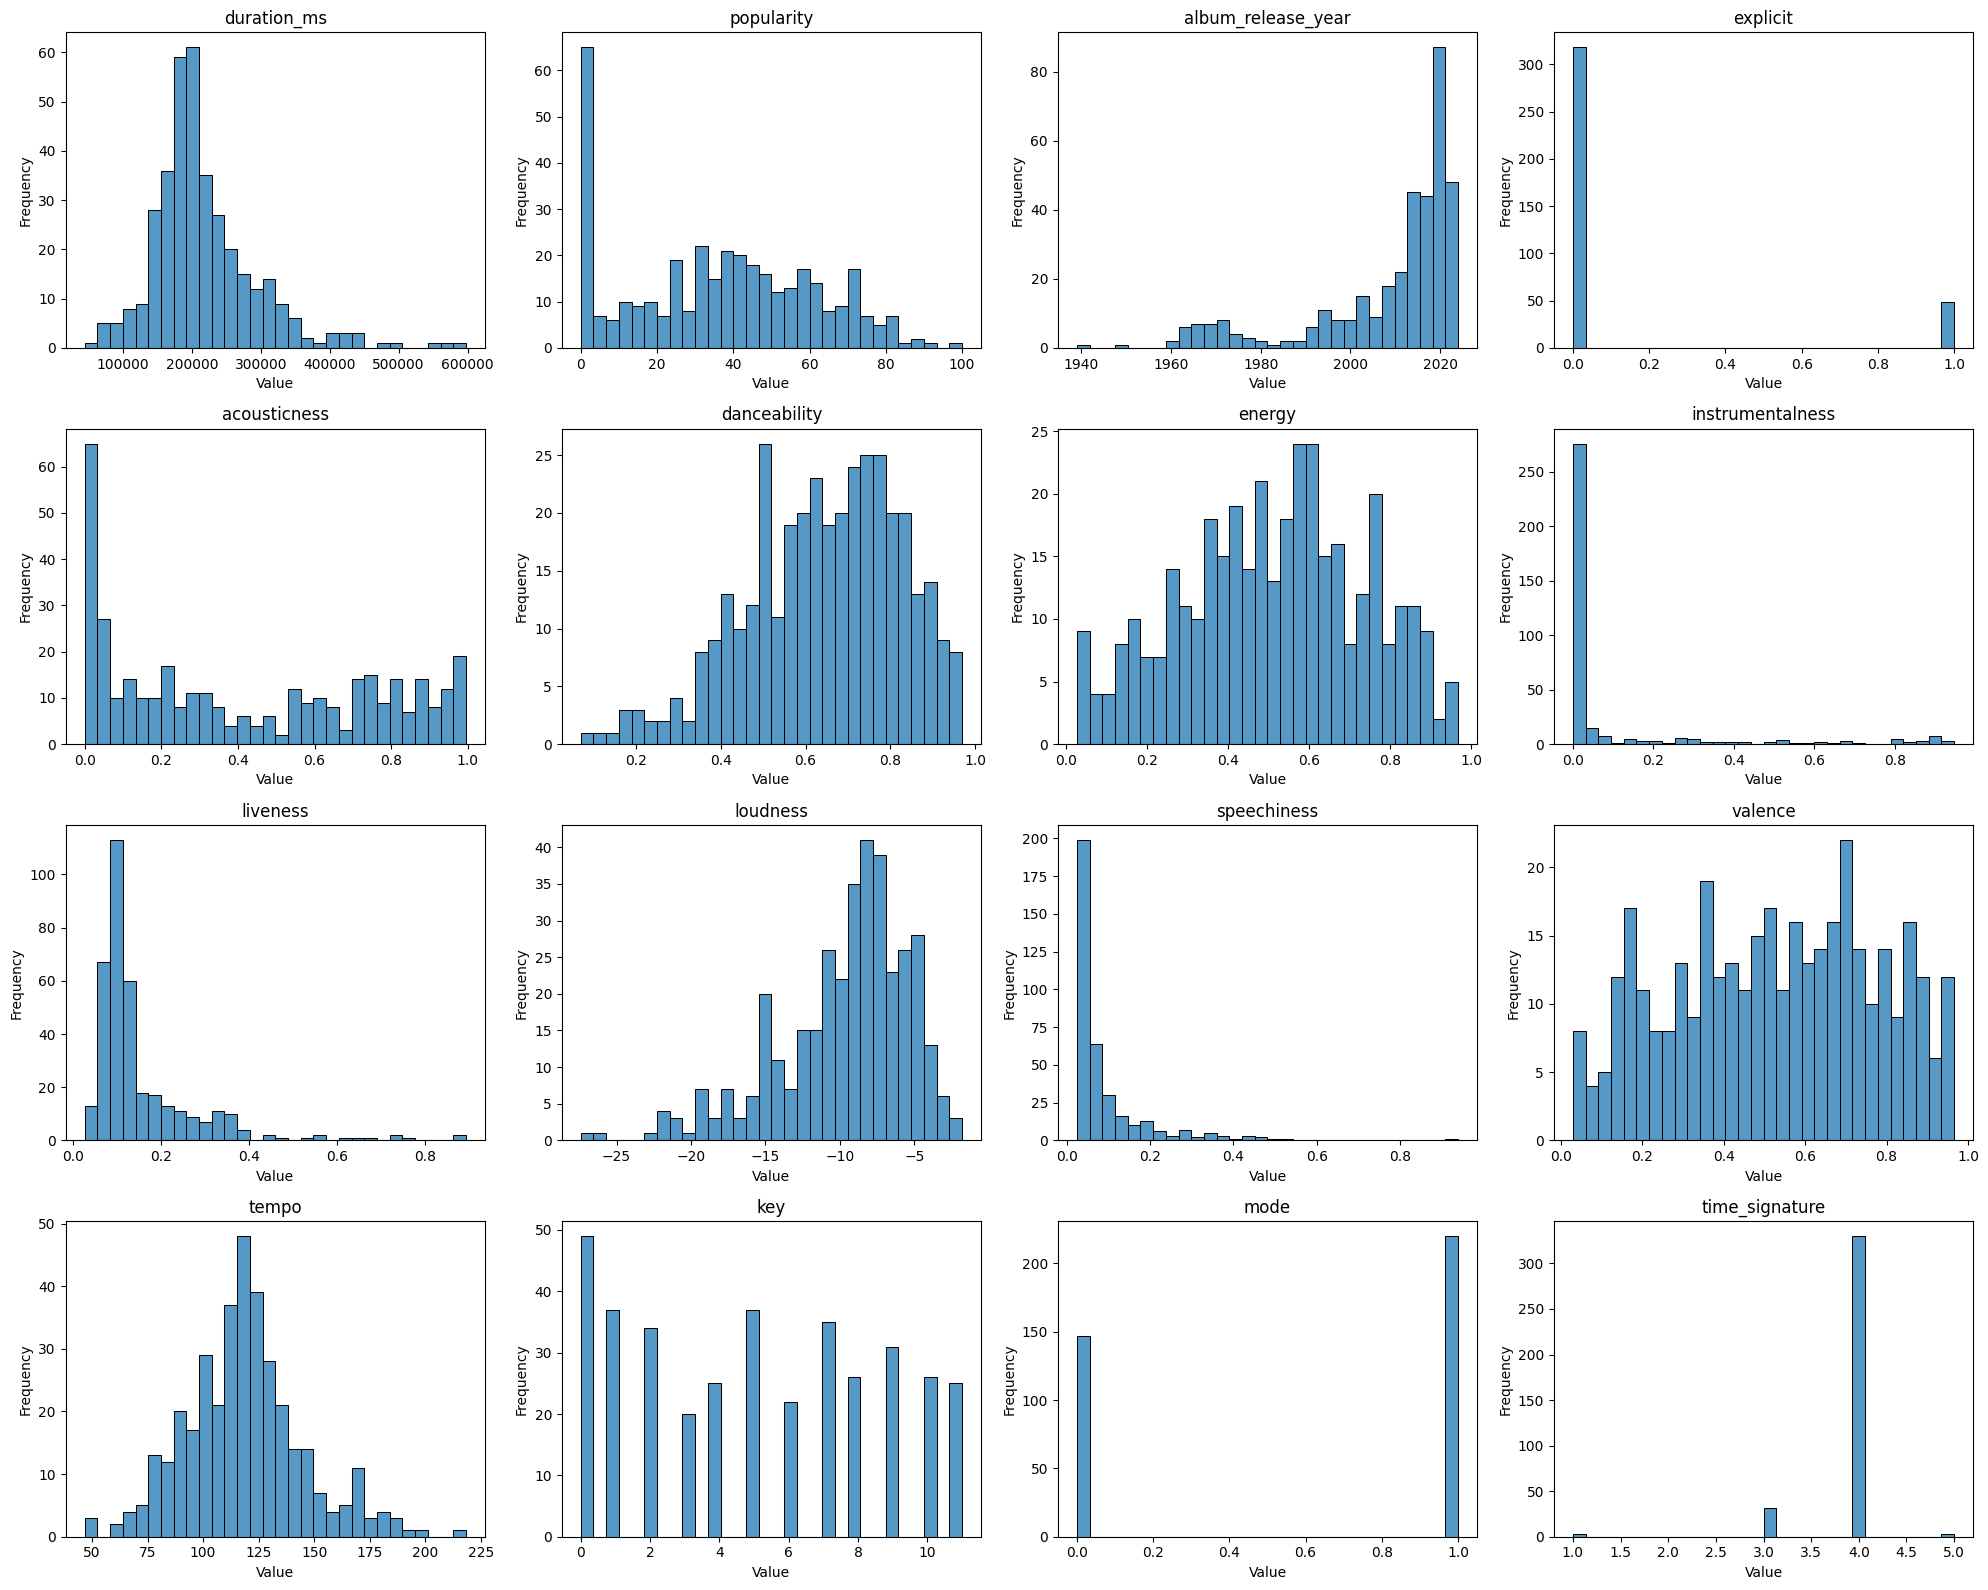 duration_ms
60
50
40
30
20
10
0
Frequency
100000 200000 300000 400000 500000 600000
Value
popularity
60
50
40
30
20
10
0
Frequency
0 20 40 60 80 100
Value
album_release_year
80
60
40
20
0
Frequency
1940 1960 1980 2000 2020
Value
explicit
300
250
200
150
100
50
0
Frequency
0.0 0.2 0.4 0.6 0.8 1.0
Value
acousticness
60
50
40
30
20
10
0
Frequency
0.0 0.2 0.4 0.6 0.8 1.0
Value
danceability
25
20
15
10
5
0
Frequency
0.2 0.4 0.6 0.8 1.0
Value
energy
25
20
15
10
5
0
Frequency
0.0 0.2 0.4 0.6 0.8 1.0
Value
instrumentalness
250
200
150
100
50
0
Frequency
0.0 0.2 0.4 0.6 0.8
Value
liveness
100
80
60
40
20
0
Frequency
0.0 0.2 0.4 0.6 0.8
Value
loudness
40
35
30
25
20
15
10
5
0
Frequency
−25 −20 −15 −10 −5
Value
speechiness
200
175
150
125
100
75
50
25
0
Frequency
0.0 0.2 0.4 0.6 0.8
Value
valence
20
15
10
5
0
Frequency
0.0 0.2 0.4 0.6 0.8 1.0
Value
tempo
50
40
30
20
10
0
Frequency
50 75 100 125 150 175 200 225
Value
key
50
40
30
20
10
0
Frequency
0 2 4 6 8 10
Value
mode
200
150
100
50
0
Frequency
0.0 0.2 0.4 0.6 0.8 1.0
Value
time_signature
300
250
200
150
100
50
0
Frequency
1.0 1.5 2.0 2.5 3.0 3.5 4.0 4.5 5.0
Value